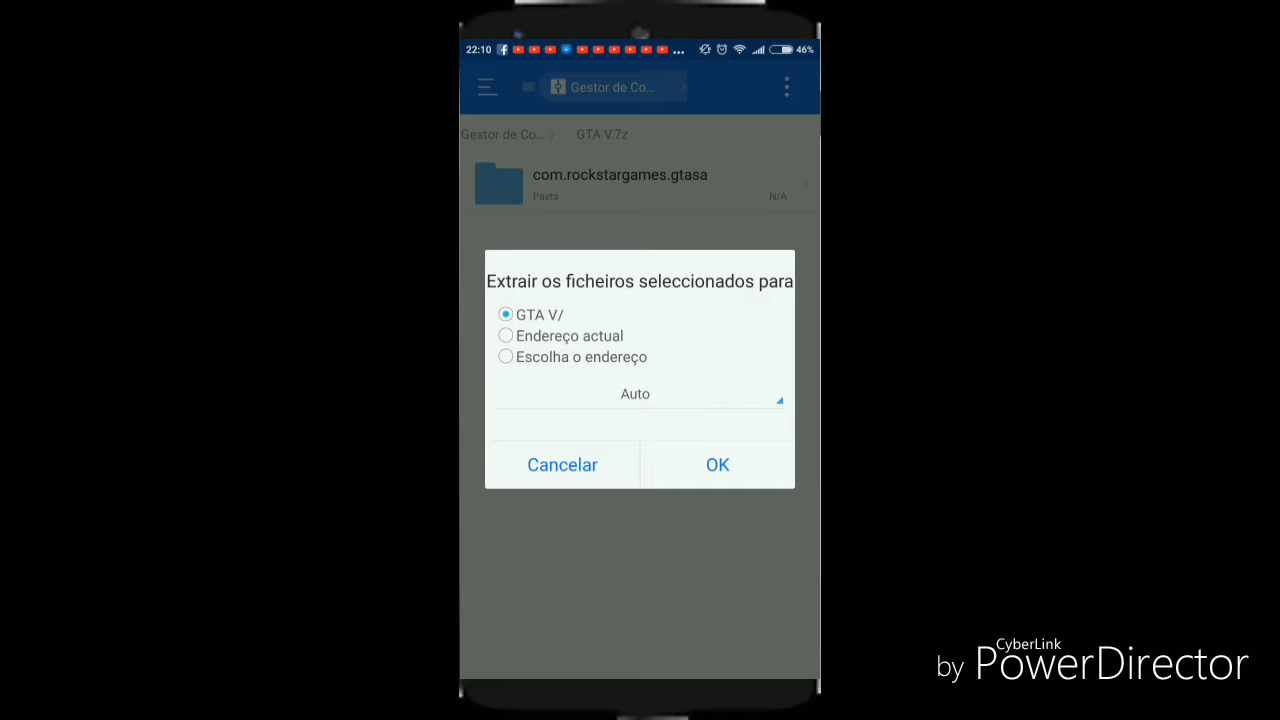 22:10
46%
Gestor de Co...
Gestor de Co...
GTA V.7z
com.rockstargames.gtasa
Pasta
N/A
Extrair os ficheiros seleccionados para
GTA V/
Endereço actual
Escolha o endereço
Auto
Cancelar
OK
CyberLink
by PowerDirector